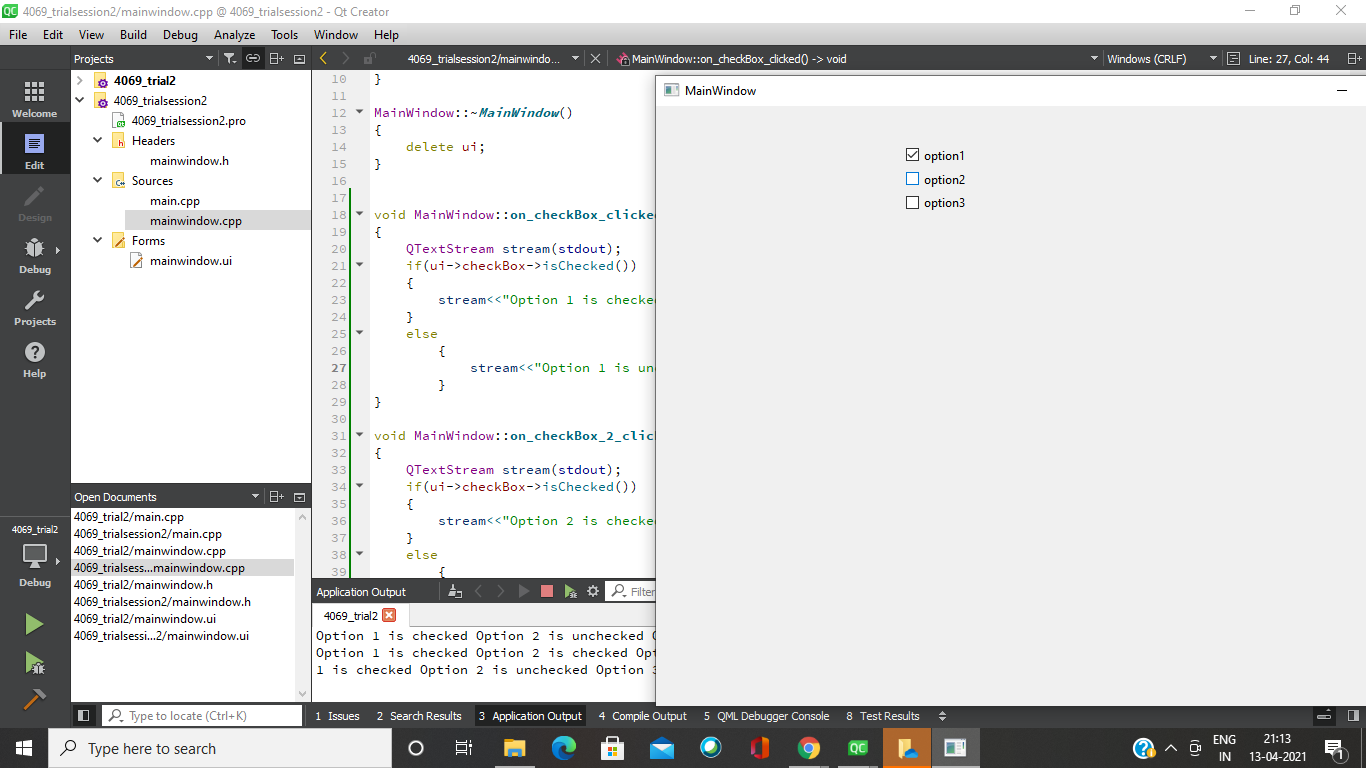 4069_trialsession2/mainwindow.cpp @ 4069_trialsession2 - Qt Creator
File Edit View Build Debug Analyze Tools Window Help
Projects
4069_trialsession2/mainwindo...
MainWindow::on_checkBox_clicked() -> void
Windows (CRLF)
Line: 27, Col: 44
Welcome
Edit
Design
Debug
Projects
Help
4069_trial2
Debug
4069_trial2
4069_trialsession2
4069_trialsession2.pro
Headers
mainwindow.h
Sources
main.cpp
mainwindow.cpp
Forms
mainwindow.ui
Open Documents
4069_trial2/main.cpp
4069_trialsession2/main.cpp
4069_trial2/mainwindow.cpp
4069_trialsess...mainwindow.cpp
4069_trial2/mainwindow.h
4069_trialsession2/mainwindow.h
4069_trial2/mainwindow.ui
4069_trialsessi...2/mainwindow.ui
10 }
11
12 MainWindow::~MainWindow()
13 {
14 delete ui;
15 }
16
17
18 void MainWindow::on_checkBox_clicked
19 {
20 QTextStream stream(stdout);
21 if(ui->checkBox->isChecked())
22 {
23 stream<<"Option 1 is checked
24 }
25 else
26 {
27 stream<<"Option 1 is un
28 }
29 }
30
31 void MainWindow::on_checkBox_2_clic
32 {
33 QTextStream stream(stdout);
34 if(ui->checkBox->isChecked())
35 {
36 stream<<"Option 2 is checke
37 }
38 else
39 {
MainWindow
option1
option2
option3
Application Output
Filter
4069_trial2
Option 1 is checked Option 2 is unchecked O
Option 1 is checked Option 2 is checked Opt
1 is checked Option 2 is unchecked Option 3
Type to locate (Ctrl+K)
1 Issues 2 Search Results 3 Application Output 4 Compile Output 5 QML Debugger Console 8 Test Results
Type here to search
QC
ENG
IN
21:13
13-04-2021
1